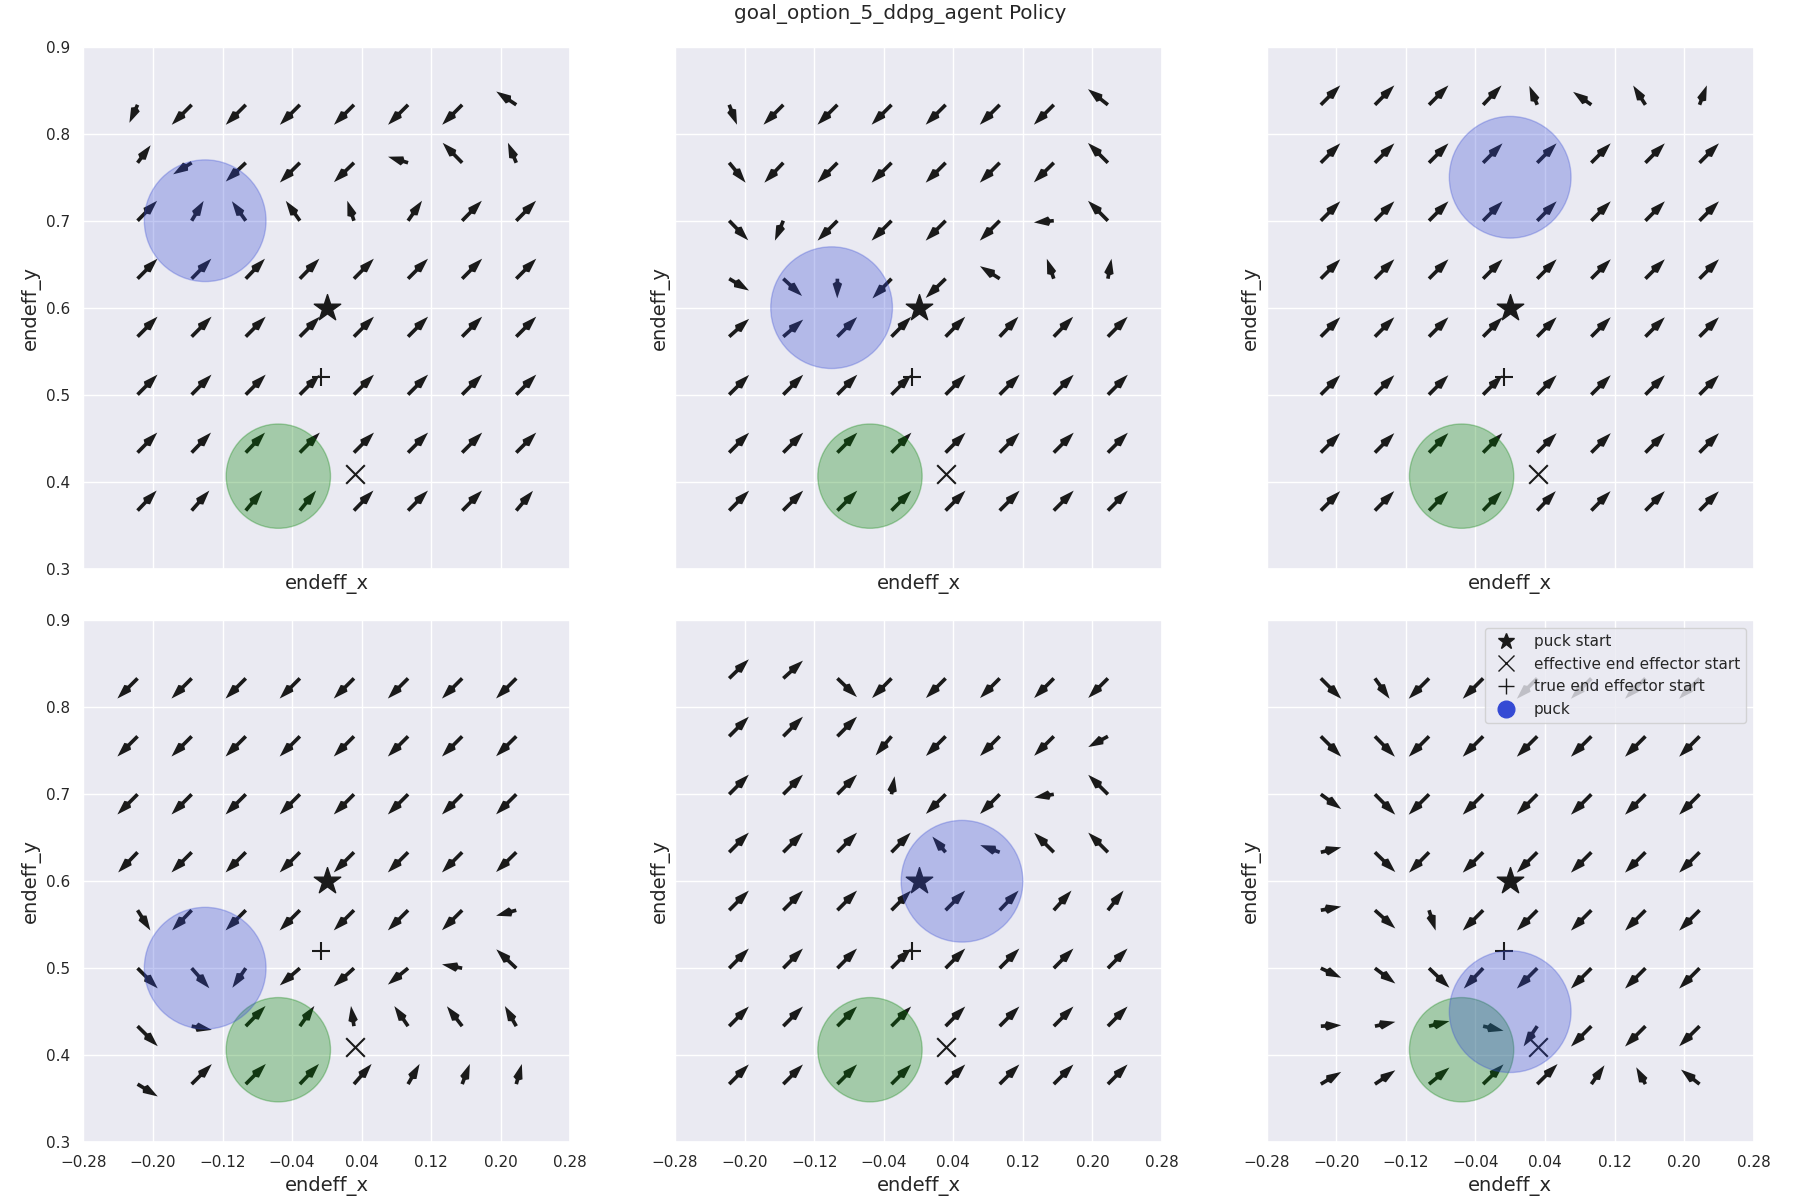 goal_option_5_ddpg_agent Policy
0.9
0.8
0.7
0.6
0.5
0.4
0.3
endeff_y
endeff_x
endeff_y
endeff_x
endeff_y
endeff_x
0.9
0.8
0.7
0.6
0.5
0.4
0.3
endeff_y
−0.28 −0.20 −0.12 −0.04 0.04 0.12 0.20 0.28
endeff_x
endeff_y
−0.28 −0.20 −0.12 −0.04 0.04 0.12 0.20 0.28
endeff_x
endeff_y
puck start
effective end effector start
true end effector start
puck
−0.28 −0.20 −0.12 −0.04 0.04 0.12 0.20 0.28
endeff_x